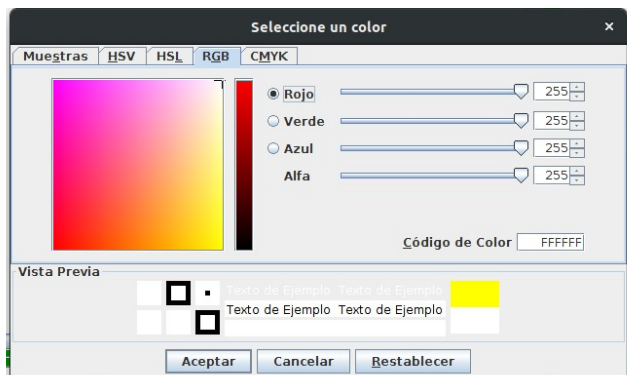 Seleccione un color ×
Muestras HSV HSL RGB CMYK
Rojo 255
Verde 255
Azul 255
Alfa 255
Código de Color FFFFFF
Vista Previa
Texto de Ejemplo Texto de Ejemplo
Texto de Ejemplo Texto de Ejemplo
Aceptar Cancelar Restablecer